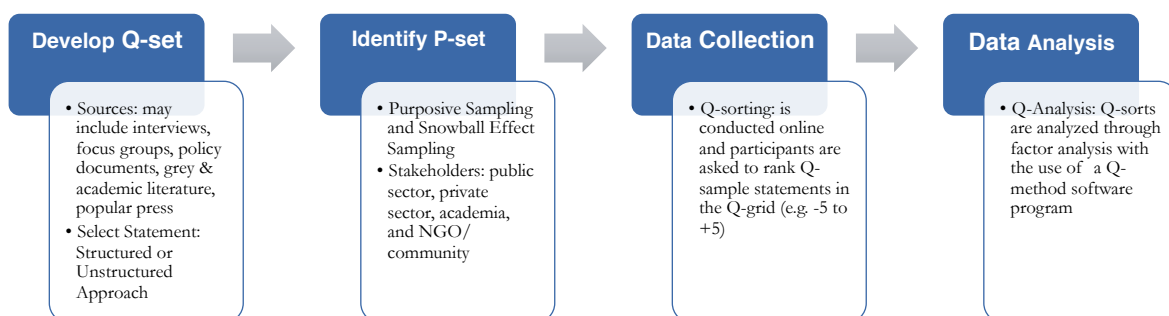 Develop Q-set
• Sources: may
include interviews,
focus groups, policy
documents, grey &
academic literature,
popular press
• Select Statement:
Structured or
Unstructured
Approach
Identify P-set
• Purposive Sampling
and Snowball Effect
Sampling
• Stakeholders: public
sector, private
sector, academia,
and NGO/
community
Data Collection
• Q-sorting: is
conducted online
and participants are
asked to rank Q-
sample statements in
the Q-grid (e.g. -5 to
+5)
Data Analysis
• Q-Analysis: Q-sorts
are analyzed through
factor analysis with
the use of a Q-
method software
program